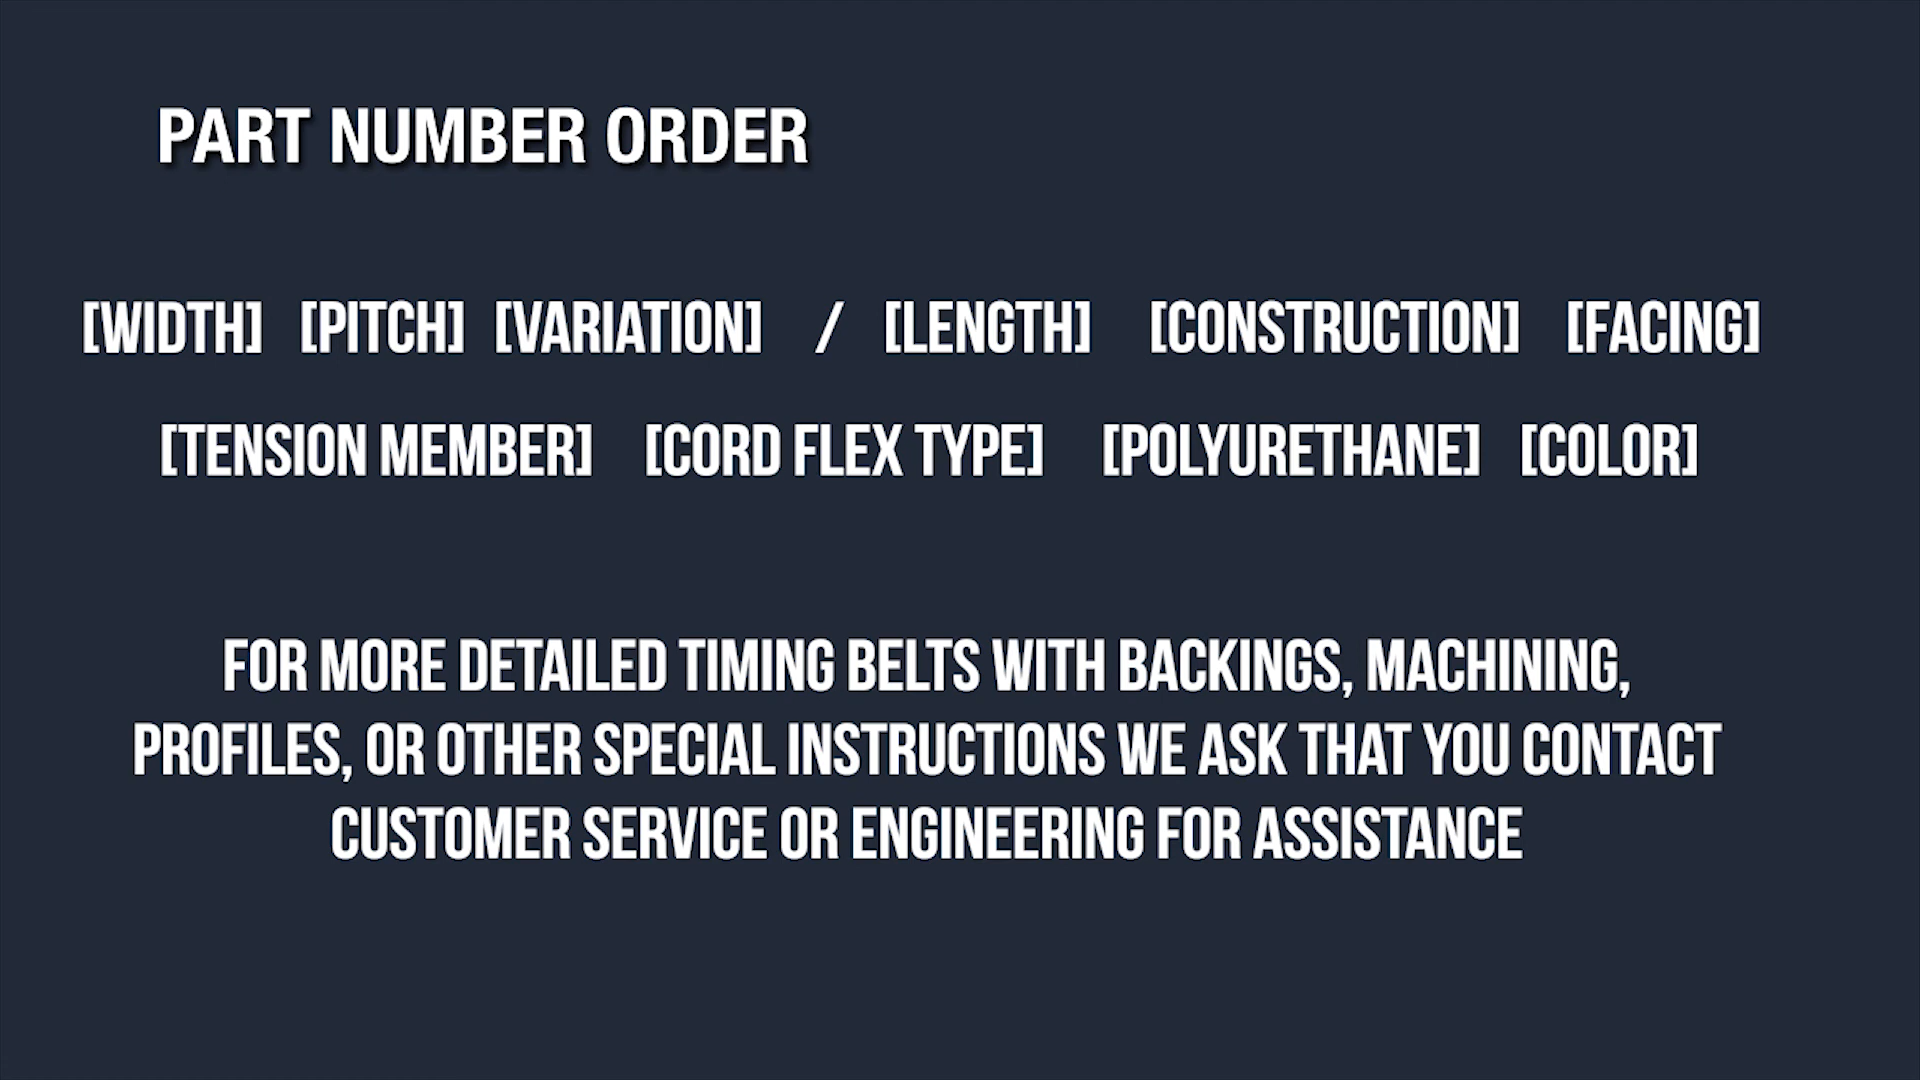 PART NUMBER ORDER
[WIDTH] [PITCH] [VARIATION] / [LENGTH] [CONSTRUCTION] [FACING]
[TENSION MEMBER] [CORD FLEX TYPE] [POLYURETHANE] [COLOR]
FOR MORE DETAILED TIMING BELTS WITH BACKINGS, MACHINING,
PROFILES, OR OTHER SPECIAL INSTRUCTIONS WE ASK THAT YOU CONTACT
CUSTOMER SERVICE OR ENGINEERING FOR ASSISTANCE